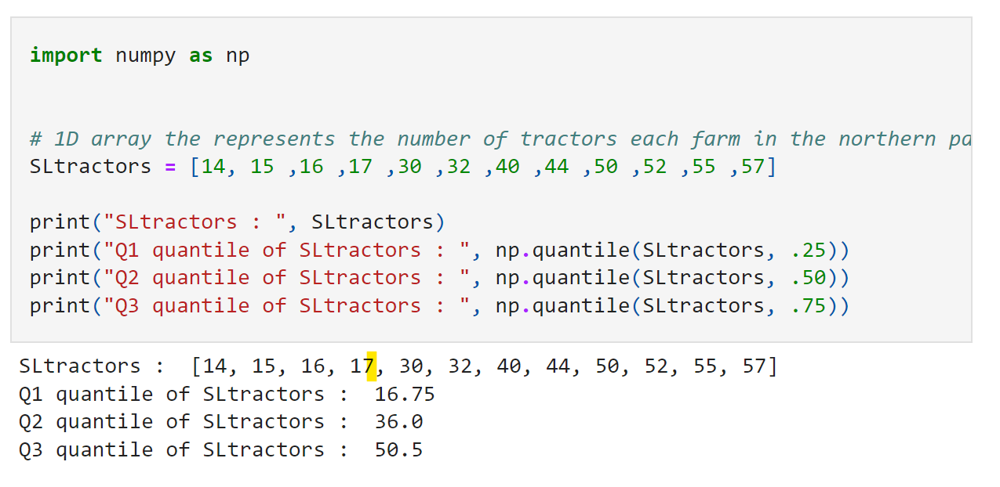 import numpy as np
# 1D array the represents the number of tractors each farm in the northern
SLtractors = [14, 15 ,16 ,17 ,30 ,32 ,40 ,44 ,50 ,52 ,55 ,57]
print("SLtractors : ", SLtractors)
print("Q1 quantile of SLtractors : ", np.quantile(SLtractors, .25))
print("Q2 quantile of SLtractors : ", np.quantile(SLtractors, .50))
print("Q3 quantile of SLtractors : ", np.quantile(SLtractors, .75))
SLtractors :  [14, 15, 16, 17, 30, 32, 40, 44, 50, 52, 55, 57]
Q1 quantile of SLtractors :  16.75
Q2 quantile of SLtractors :  36.0
Q3 quantile of SLtractors :  50.5